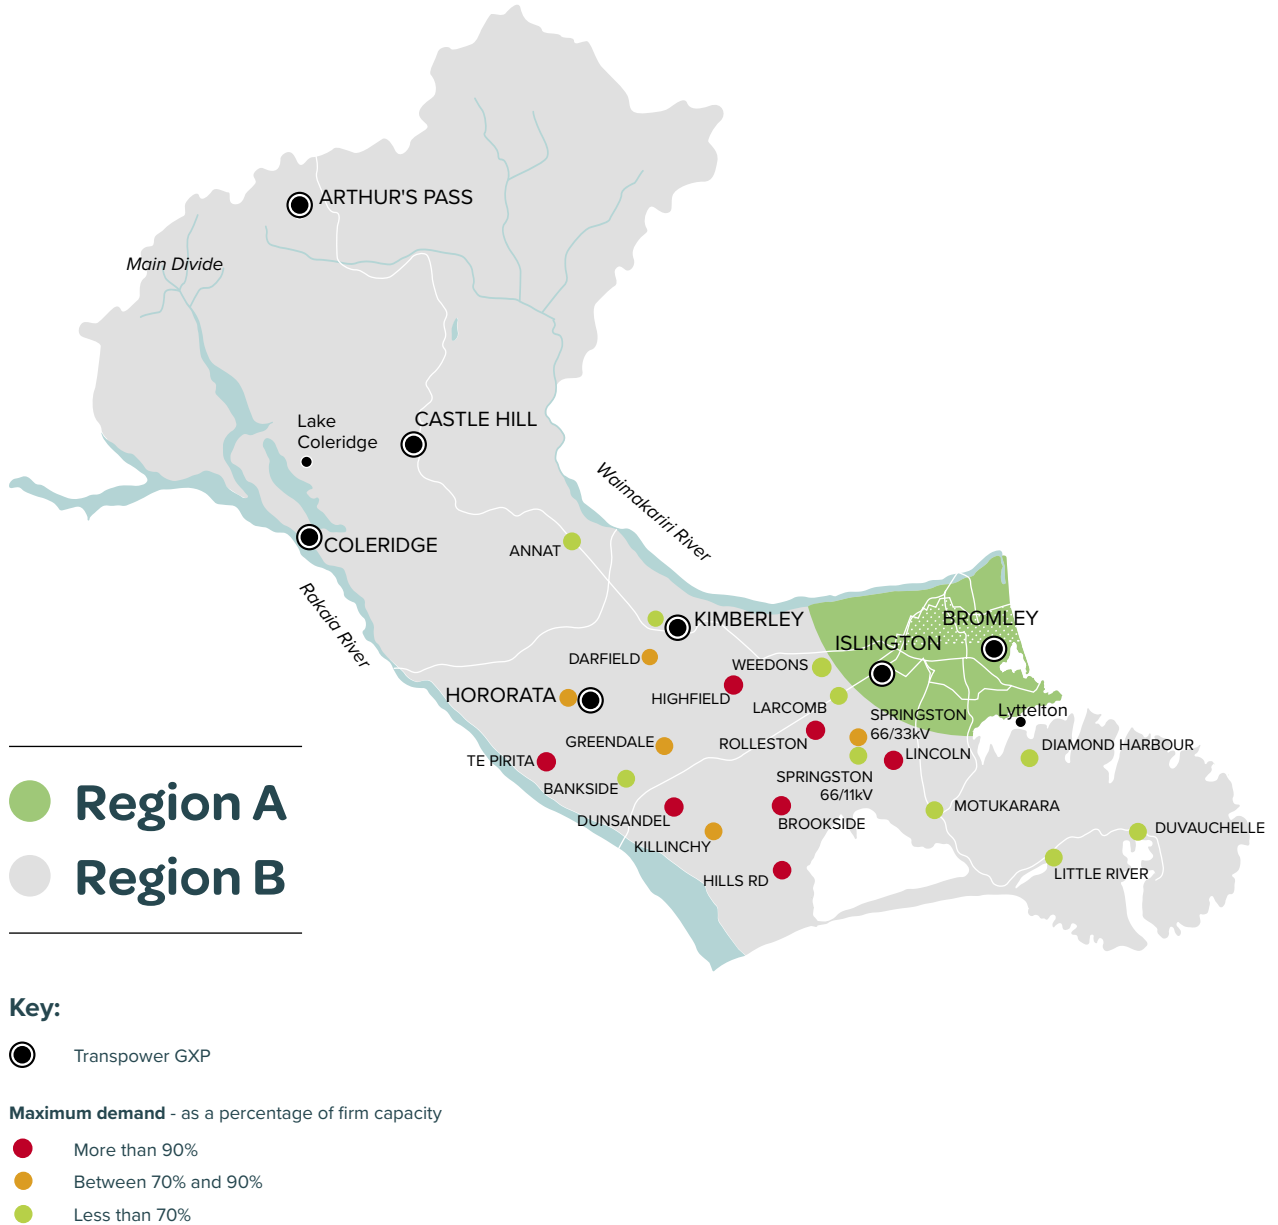 ARTHUR'S PASS
Main Divide
Lake
Coleridge
CASTLE HILL
Waimakariri River
COLERIDGE
ANNAT
Rakaia River
KIMBERLEY
BROMLEY
ISLINGTON
DARFIELD
WEEDONS
HORORATA
HIGHFIELD
LARCOMB
Lyttelton
SPRINGSTON
66/33kV
GREENDALE
ROLLESTON
DIAMOND HARBOUR
LINCOLN
TE PIRITA
SPRINGSTON
66/11kV
BANKSIDE
MOTUKARARA
DUNSANDEL
BROOKSIDE
DUVAUCHELLE
KILLINCHY
LITTLE RIVER
HILLS RD
Region A
Region B
Key:
Transpower GXP
Maximum demand - as a percentage of firm capacity
More than 90%
Between 70% and 90%
Less than 70%